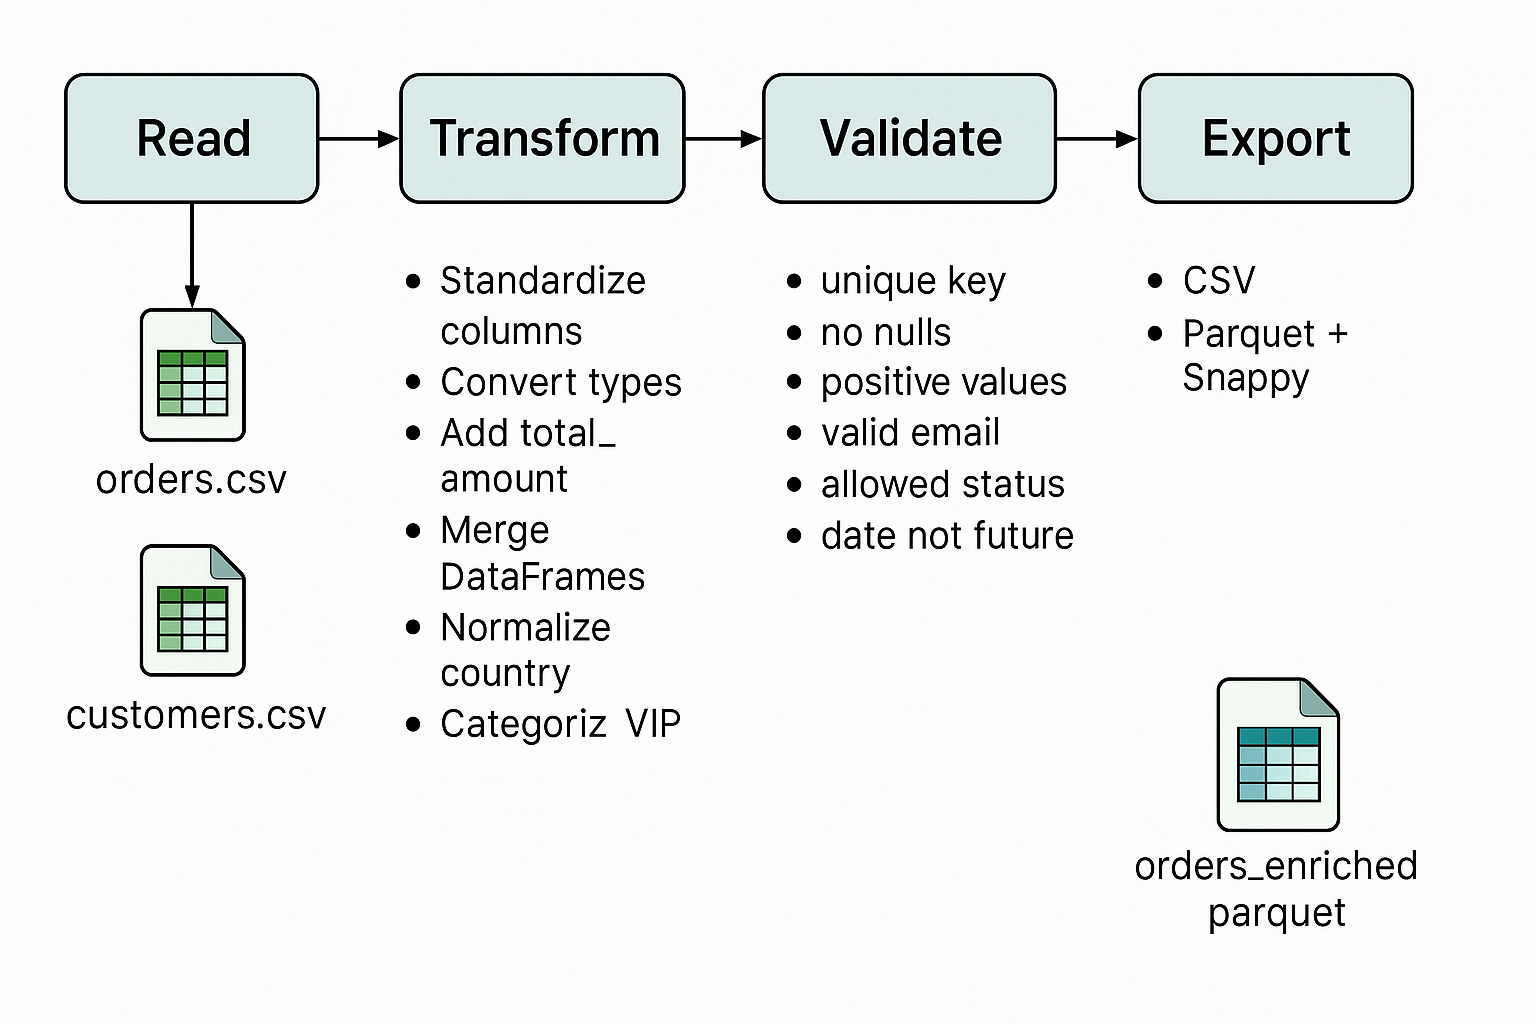 Read
Transform
Validate
Export
orders.csv
customers.csv
• Standardize
columns
• Convert types
• Add total_
amount
• Merge
DataFrames
• Normalize
country
• Categoriz VIP
• unique key
• no nulls
• positive values
• valid email
• allowed status
• date not future
• CSV
• Parquet +
Snappy
orders_enriched
parquet